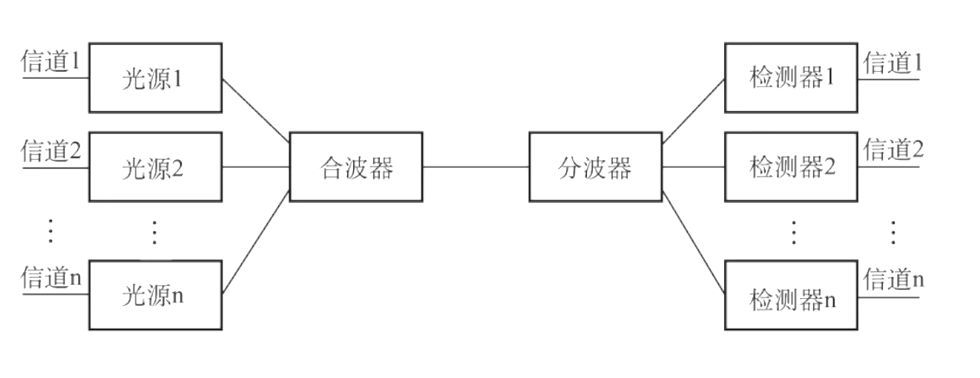 信道1
光源1
检测器1
信道1
信道2
光源2
合波器
分波器
检测器2
信道2
⋮
⋮
⋮
⋮
信道n
光源n
检测器n
信道n